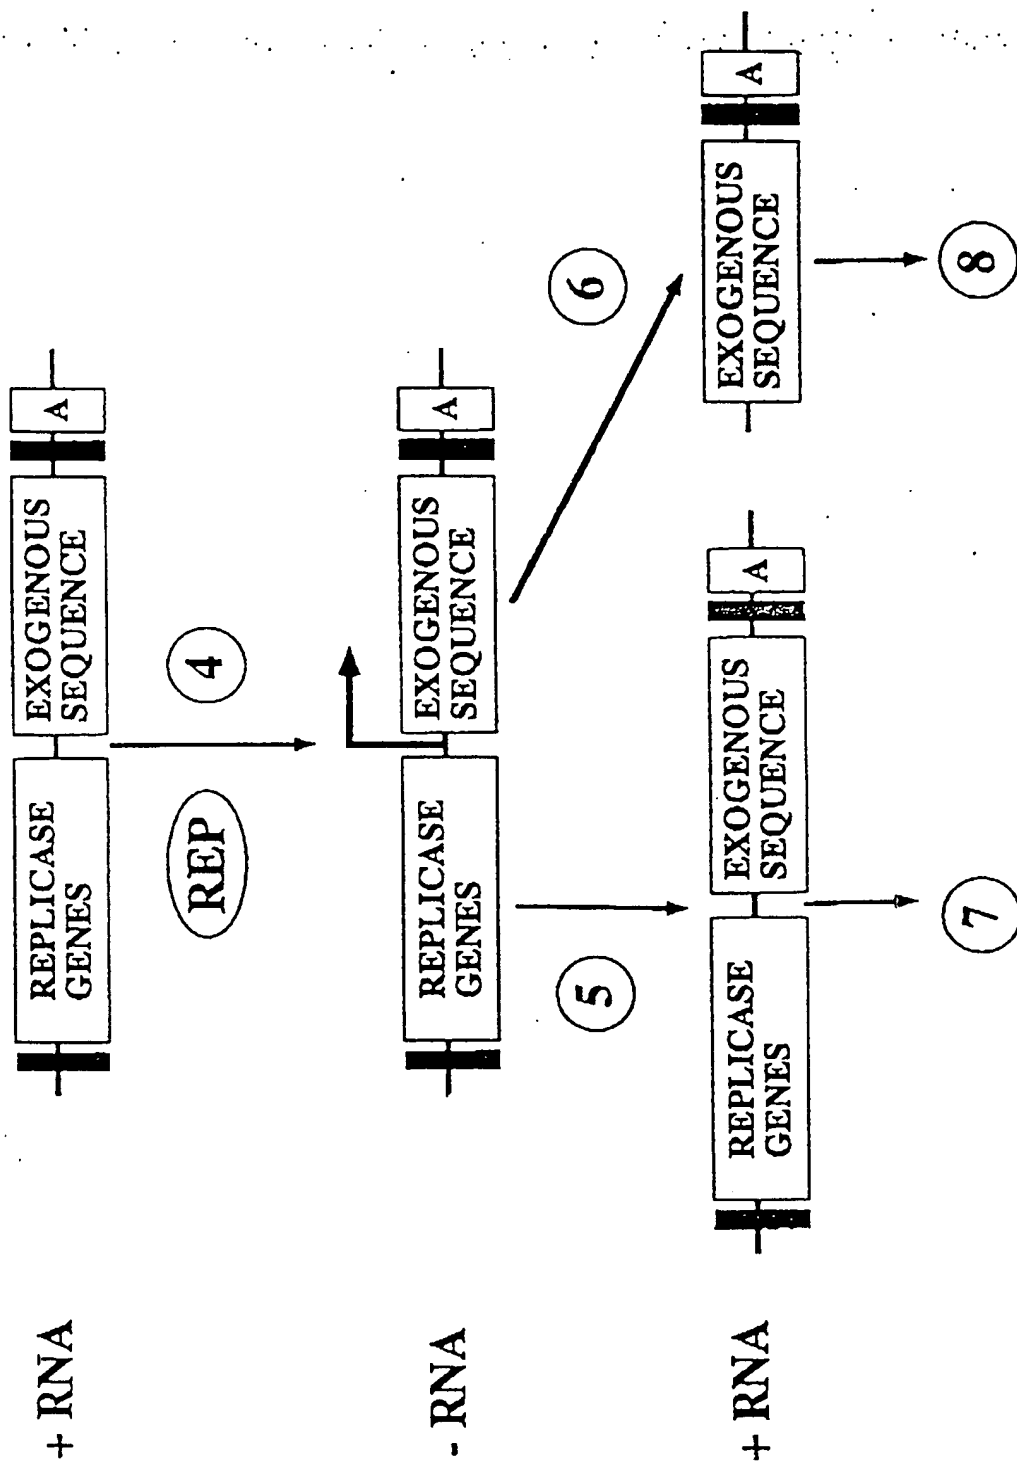 + RNA
REPLICASE
GENES
EXOGENOUS
SEQUENCE
A
REP
4
- RNA
REPLICASE
GENES
EXOGENOUS
SEQUENCE
A
5
6
+ RNA
REPLICASE
GENES
EXOGENOUS
SEQUENCE
A
EXOGENOUS
SEQUENCE
A
7
8